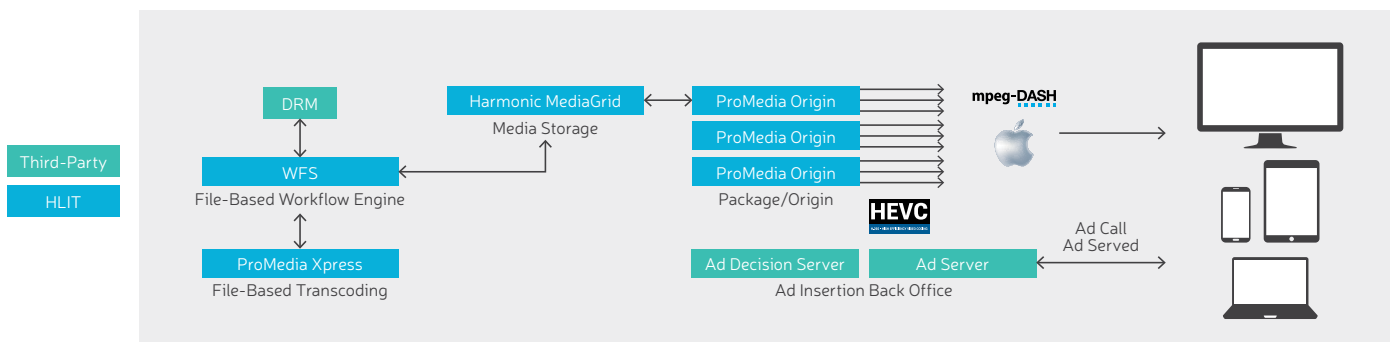 Third-Party
HLIT
DRM
WFS
File-Based Workflow Engine
ProMedia Xpress
File-Based Transcoding
Harmonic MediaGrid
Media Storage
ProMedia Origin
ProMedia Origin
ProMedia Origin
Package/Origin
mpeg-DASH
HEVC
Ad Decision Server
Ad Server
Ad Insertion Back Office
Ad Call
Ad Served